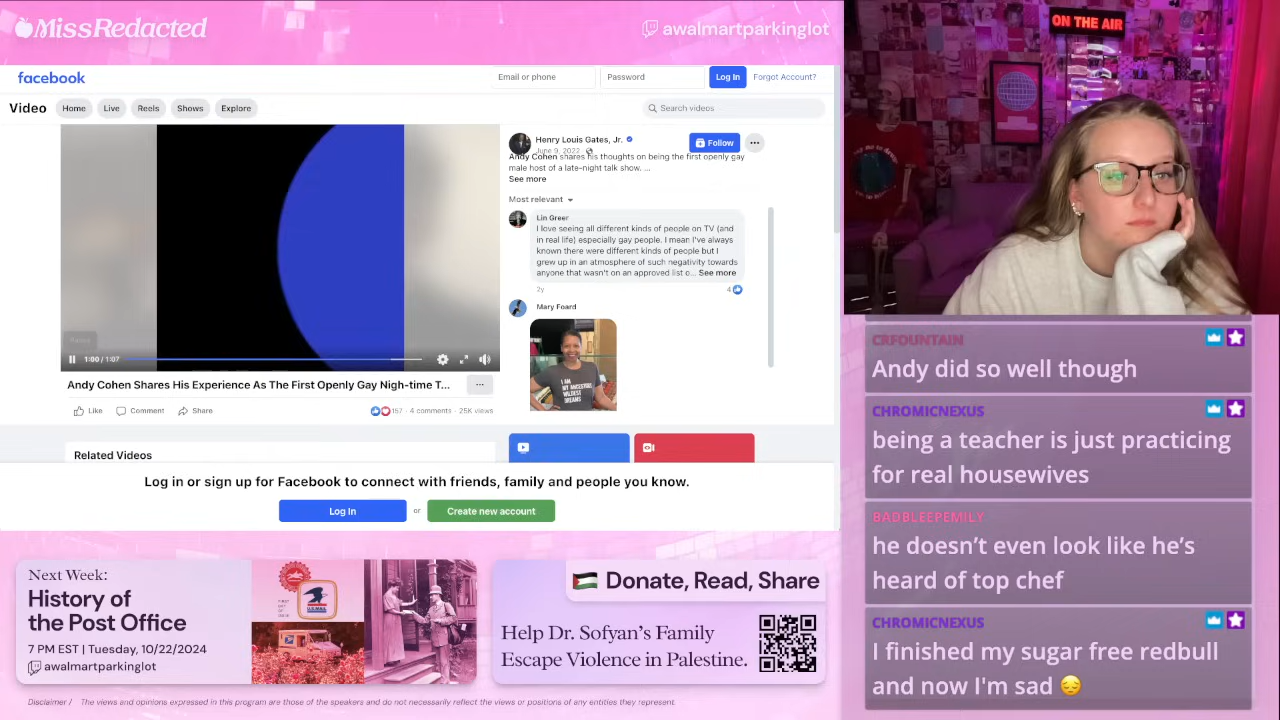 MissRedacted
awalmartparkinglot
ON THE AIR
facebook
Email or phone
Password
Log In
Forgot Account?
Video
Home
Live
Reels
Shows
Explore
Search videos
Henry Louis Gates, Jr.
June 9, 2022
Follow
Andy Cohen shares his thoughts on being the first openly gay
male host of a late-night talk show. ...
See more
Most relevant
Lin Greer
I love seeing all different kinds of people on TV (and
in real life) especially gay people. I mean I've always
known there were different kinds of people but I
grew up in an atmosphere of such negativity towards
anyone that wasn't on an approved list o... See more
2y
4
Mary Foard
I AM
MY ANCESTORS
WILDEST
DREAMS
Pause
1:00 / 1:07
Andy Cohen Shares His Experience As The First Openly Gay Nigh-time T...
Like
Comment
Share
157 · 4 comments · 25K views
Related Videos
Log in or sign up for Facebook to connect with friends, family and people you know.
Log In
or
Create new account
CRFOUNTAIN
Andy did so well though
CHROMICNEXUS
being a teacher is just practicing
for real housewives
BADBLEEPEMILY
he doesn't even look like he's
heard of top chef
CHROMICNEXUS
I finished my sugar free redbull
and now I'm sad 😔
Next Week:
History of
the Post Office
7 PM EST | Tuesday, 10/22/2024
awalmartparkinglot
🇵🇸 Donate, Read, Share
Help Dr. Sofyan's Family
Escape Violence in Palestine.
Disclaimer / The views and opinions expressed in this program are those of the speakers and do not necessarily reflect the views or positions of any entities they represent.